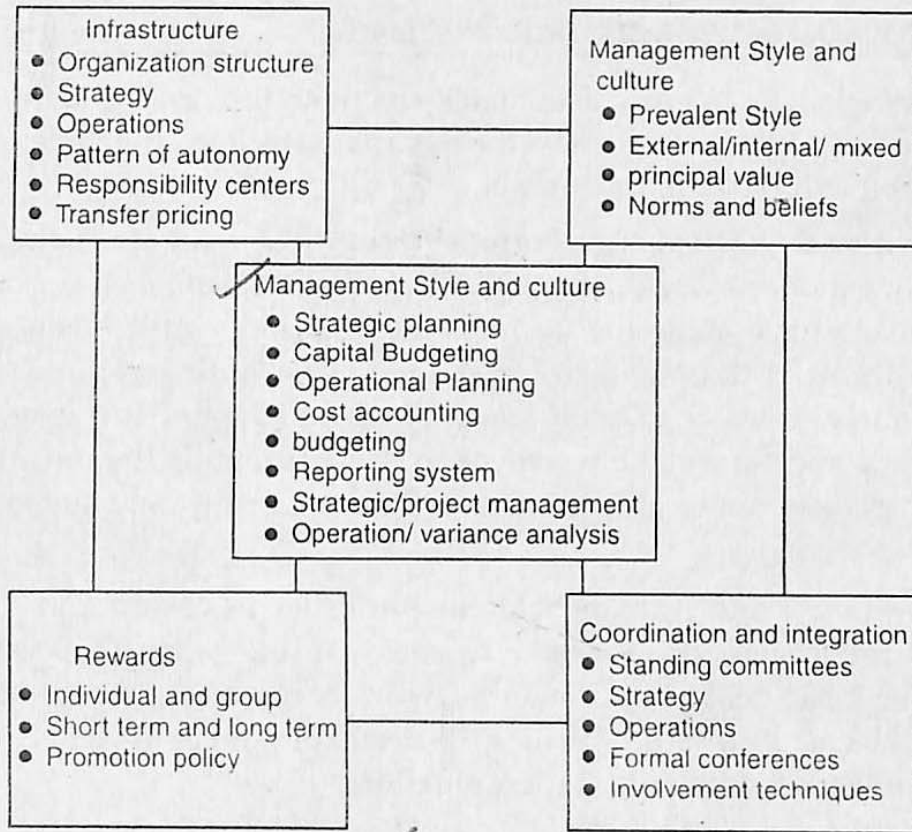 Infrastructure
• Organization structure
• Strategy
• Operations
• Pattern of autonomy
• Responsibility centers
• Transfer pricing
Management Style and
culture
• Prevalent Style
• External/internal/ mixed
• principal value
• Norms and beliefs
Management Style and culture
• Strategic planning
• Capital Budgeting
• Operational Planning
• Cost accounting
• budgeting
• Reporting system
• Strategic/project management
• Operation/ variance analysis
Rewards
• Individual and group
• Short term and long term
• Promotion policy
Coordination and integration
• Standing committees
• Strategy
• Operations
• Formal conferences
• Involvement techniques